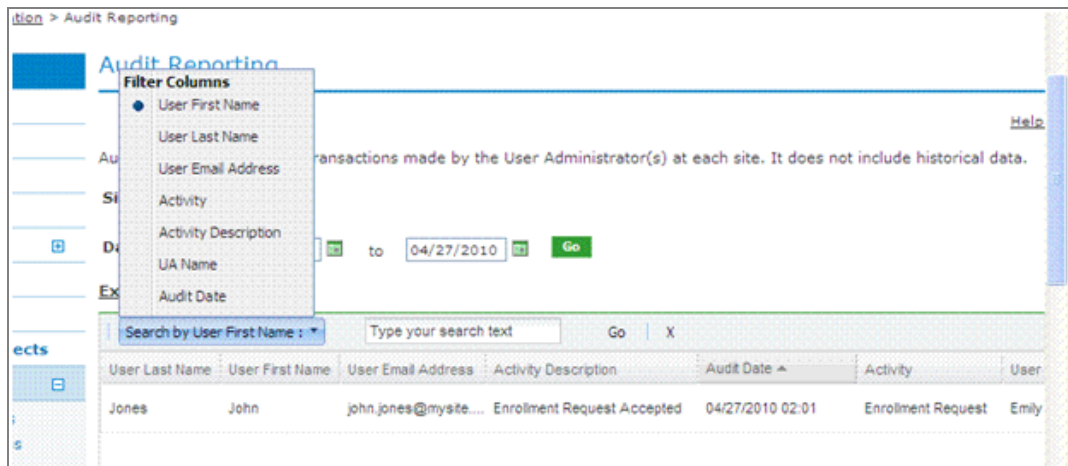 ition > Audit Reporting
Audit Reporting
Filter Columns
User First Name
User Last Name
User Email Address
Activity
Activity Description
UA Name
Audit Date
Help
Au ransactions made by the User Administrator(s) at each site. It does not include historical data.
Si
Da to 04/27/2010 Go
Ex
Search by User First Name : Type your search text Go X
ects
User Last Name User First Name User Email Address Activity Description Audit Date Activity User
Jones John john.jones@mysite.... Enrollment Request Accepted 04/27/2010 02:01 Enrollment Request Emily
s